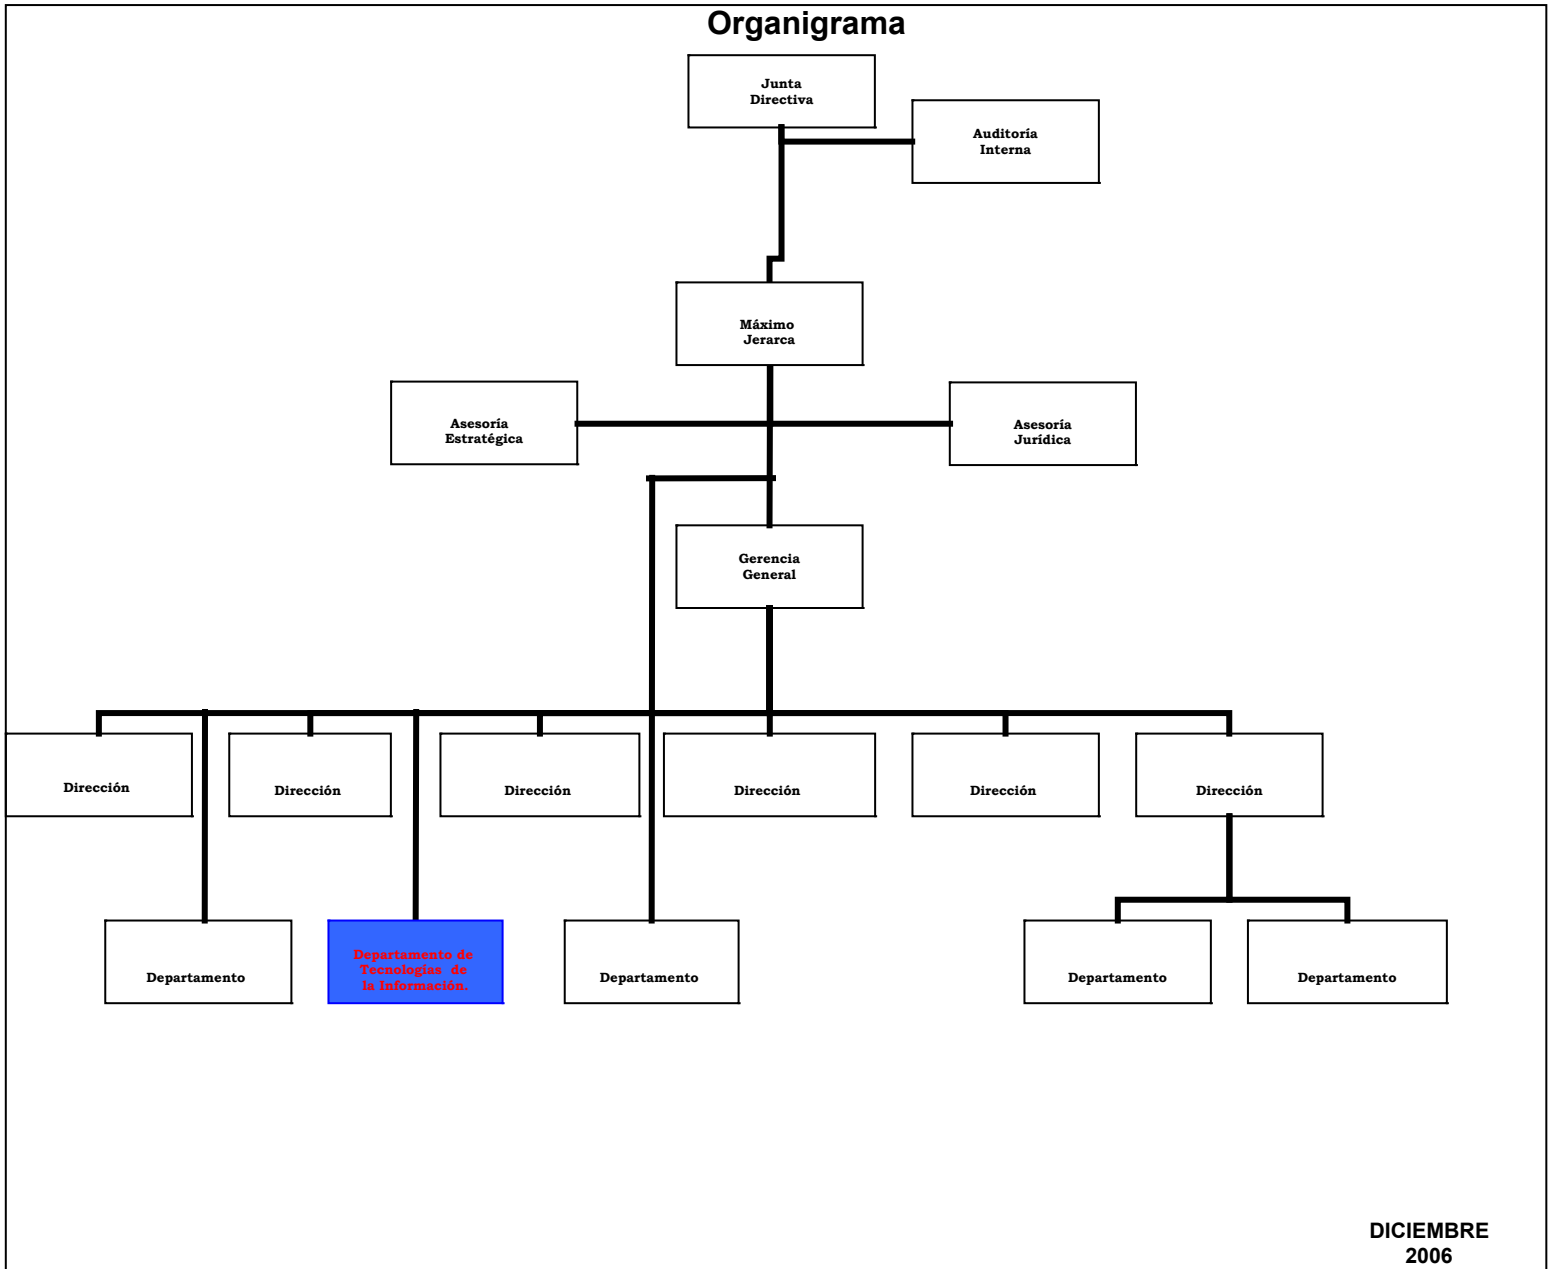 Organigrama
Junta
Directiva
Auditoría
Interna
Máximo
Jerarca
Asesoría
Estratégica
Asesoría
Jurídica
Gerencia
General
Dirección
Dirección
Dirección
Dirección
Dirección
Dirección
Departamento
Departamento de
Tecnologías de
la Información.
Departamento
Departamento
Departamento
DICIEMBRE
2006